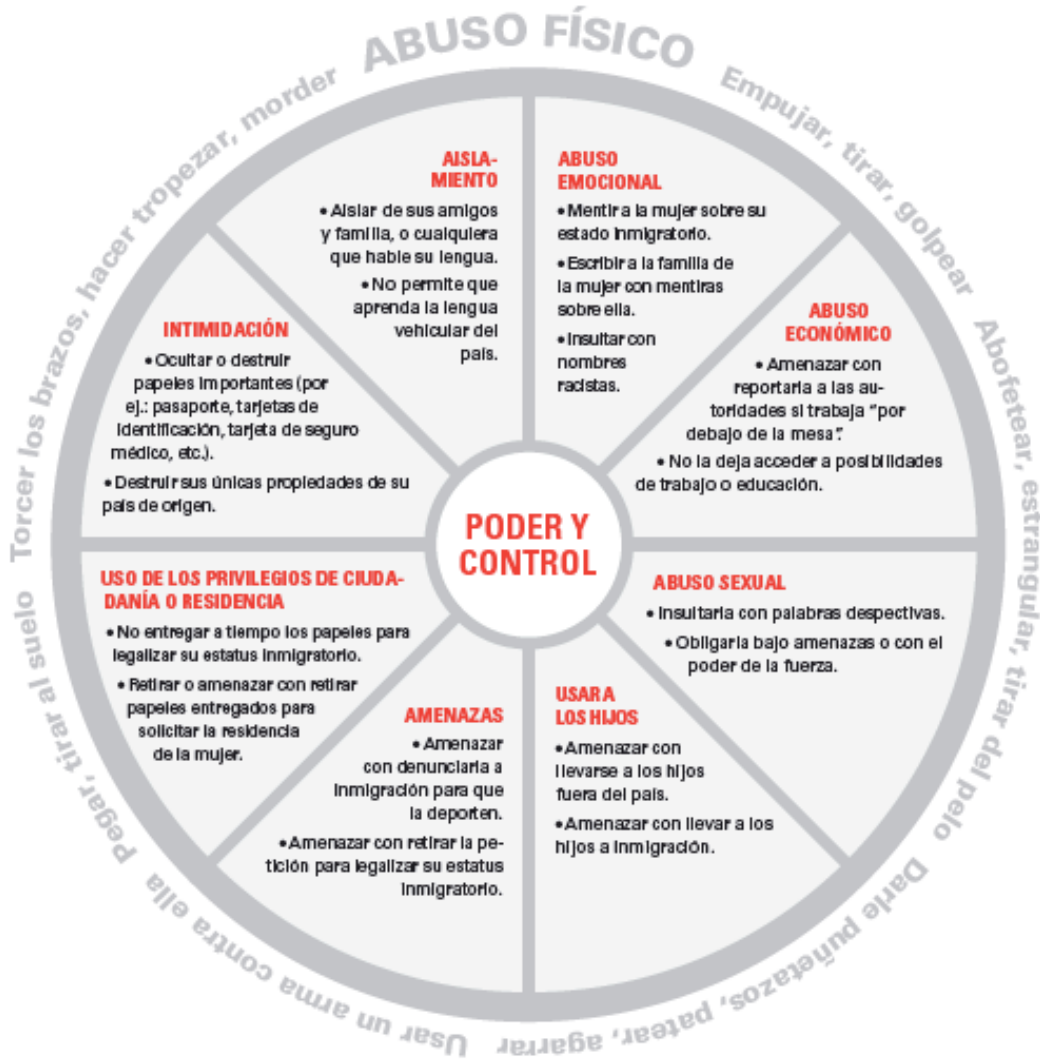 ABUSO FÍSICO
Empujar, tirar, golpear
Abofetear, estrangular, tirar del pelo
Darle puñetazos, patear, agarrar
Usar un arma contra ella
Pegar, tirar al suelo
Torcer los brazos, hacer tropezar, morder
PODER Y
CONTROL
ABUSO
EMOCIONAL
• Mentir a la mujer sobre su
estado inmigratorio.
• Escribir a la familia de
la mujer con mentiras
sobre ella.
• Insultar con
nombres
racistas.
ABUSO
ECONÓMICO
• Amenazar con
reportarla a las au-
toridades si trabaja "por
debajo de la mesa".
• No la deja acceder a posibilidades
de trabajo o educación.
ABUSO SEXUAL
• Insultarla con palabras despectivas.
• Obligarla bajo amenazas o con el
poder de la fuerza.
USAR A
LOS HIJOS
• Amenazar con
llevarse a los hijos
fuera del país.
• Amenazar con llevar a los
hijos a inmigración.
AMENAZAS
• Amenazar
con denunciarla a
inmigración para que
la deporten.
• Amenazar con retirar la pe-
tición para legalizar su estatus
inmigratorio.
USO DE LOS PRIVILEGIOS DE CIUDA-
DANÍA O RESIDENCIA
• No entregar a tiempo los papeles para
legalizar su estatus inmigratorio.
• Retirar o amenazar con retirar
papeles entregados para
solicitar la residencia
de la mujer.
INTIMIDACIÓN
• Ocultar o destruir
papeles importantes (por
ej.: pasaporte, tarjetas de
identificación, tarjeta de seguro
médico, etc.).
• Destruir sus únicas propiedades de su
país de origen.
AISLA-
MIENTO
• Aislar de sus amigos
y familia, o cualquiera
que hable su lengua.
• No permite que
aprenda la lengua
vehicular del
país.